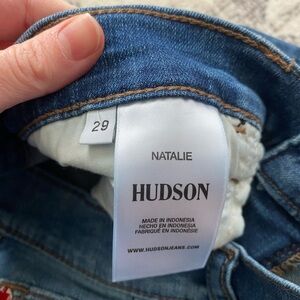 29
NATALIE
HUDSON
MADE IN INDONESIA
HECHO EN INDONESIA
FABRIQUÉ EN INDONÉSIE
WWW.HUDSONJEANS.COM